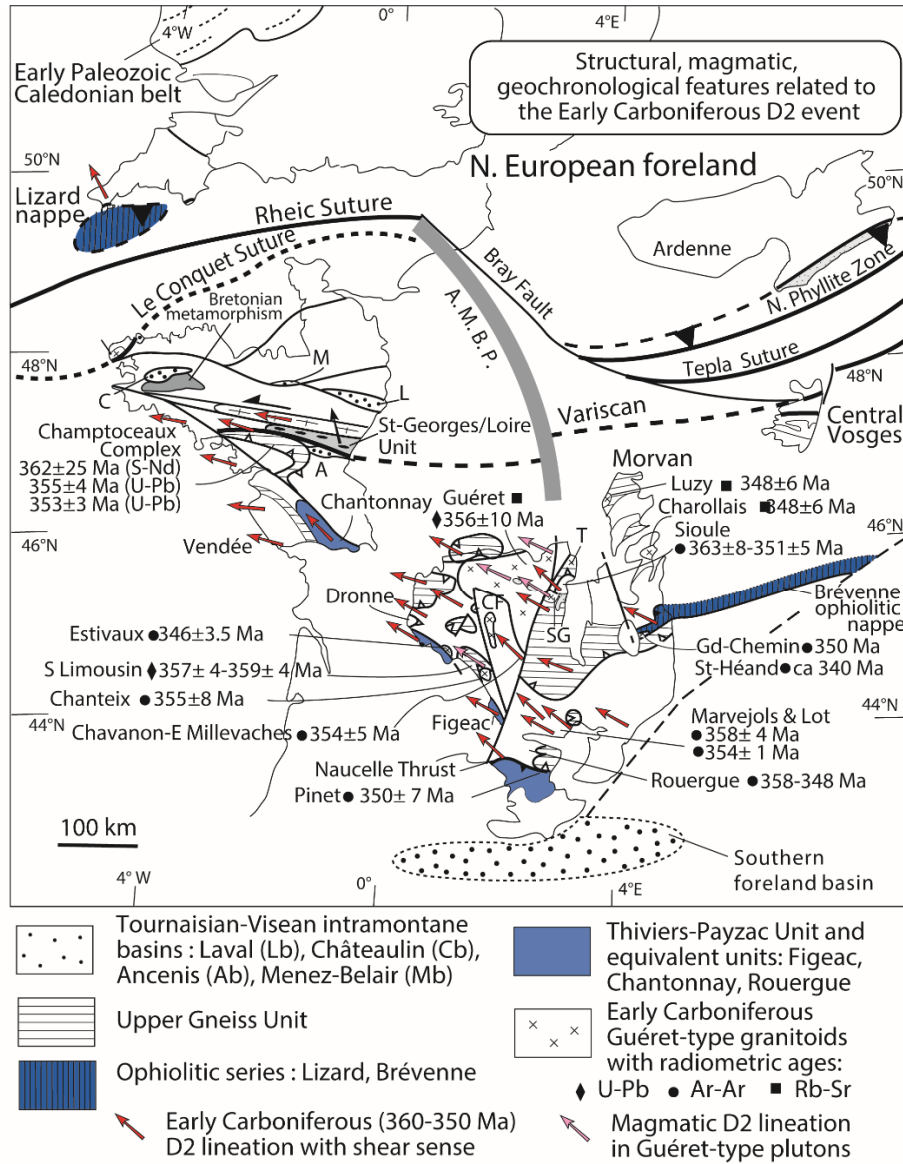 0°
4°E
4°W
Early Paleozoic
Caledonian belt
Structural, magmatic,
geochronological features related to
the Early Carboniferous D2 event
50°N
N. European foreland
50°N
Lizard
nappe
Rheic Suture
Ardenne
Le Conquet Suture
Bray Fault
N. Phyllite Zone
Bretonian
metamorphism
A. M. B. P.
48°N
M
Tepla Suture
48°N
C
L
Variscan
Central
Vosges
St-Georges/Loire
Unit
Champtoceaux
Complex
362±25 Ma (S-Nd)
355±4 Ma (U-Pb)
353±3 Ma (U-Pb)
A
Morvan
Chantonnay
Guéret ■
♦356±10 Ma
Luzy ■ 348±6 Ma
Charollais ■348±6 Ma
Sioule
●363±8-351±5 Ma
46°N
46°N
Vendée
T
Dronne
CF
Brévenne
ophiolitic
nappe
SG
Estivaux ●346±3.5 Ma
Gd-Chemin ●350 Ma
St-Héand ●ca 340 Ma
S Limousin ♦357± 4-359± 4 Ma
Chanteix ●355±8 Ma
44°N
44°N
Figeac
Chavanon-E Millevaches ●354±5 Ma
Marvejols & Lot
●358± 4 Ma
●354± 1 Ma
Naucelle Thrust
Rouergue ●358-348 Ma
Pinet ●350± 7 Ma
100 km
Southern
foreland basin
4° W
0°
4°E
Tournaisian-Visean intramontane
basins : Laval (Lb), Châteaulin (Cb),
Ancenis (Ab), Menez-Belair (Mb)
Upper Gneiss Unit
Ophiolitic series : Lizard, Brévenne
Early Carboniferous (360-350 Ma)
D2 lineation with shear sense
Thiviers-Payzac Unit and
equivalent units: Figeac,
Chantonnay, Rouergue
Early Carboniferous
Guéret-type granitoids
with radiometric ages:
♦ U-Pb ● Ar-Ar ■ Rb-Sr
Magmatic D2 lineation
in Guéret-type plutons